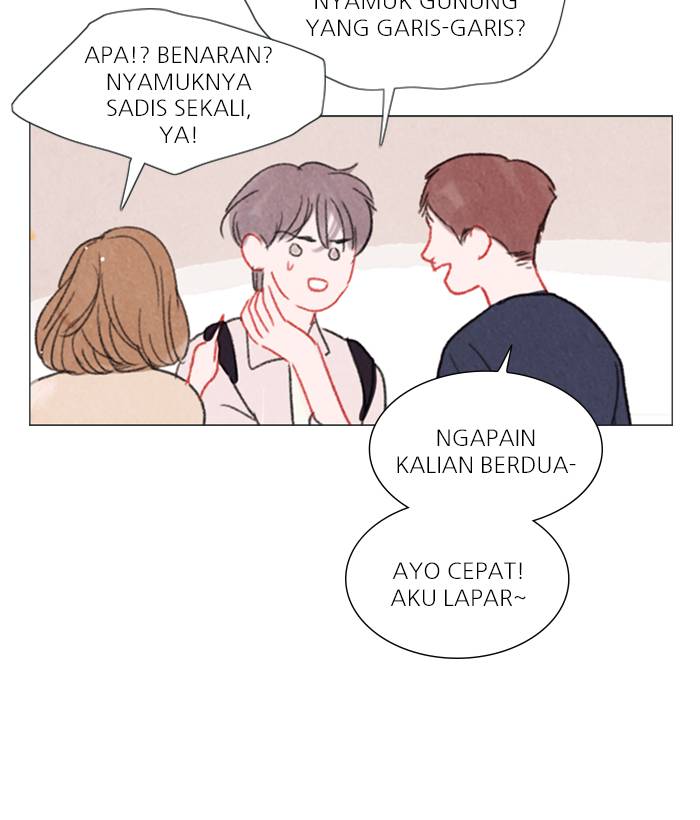 NYAMUK GUNUNG
YANG GARIS-GARIS?
APA!? BENARAN?
NYAMUKNYA
SADIS SEKALI,
YA!
NGAPAIN
KALIAN BERDUA-
AYO CEPAT!
AKU LAPAR~